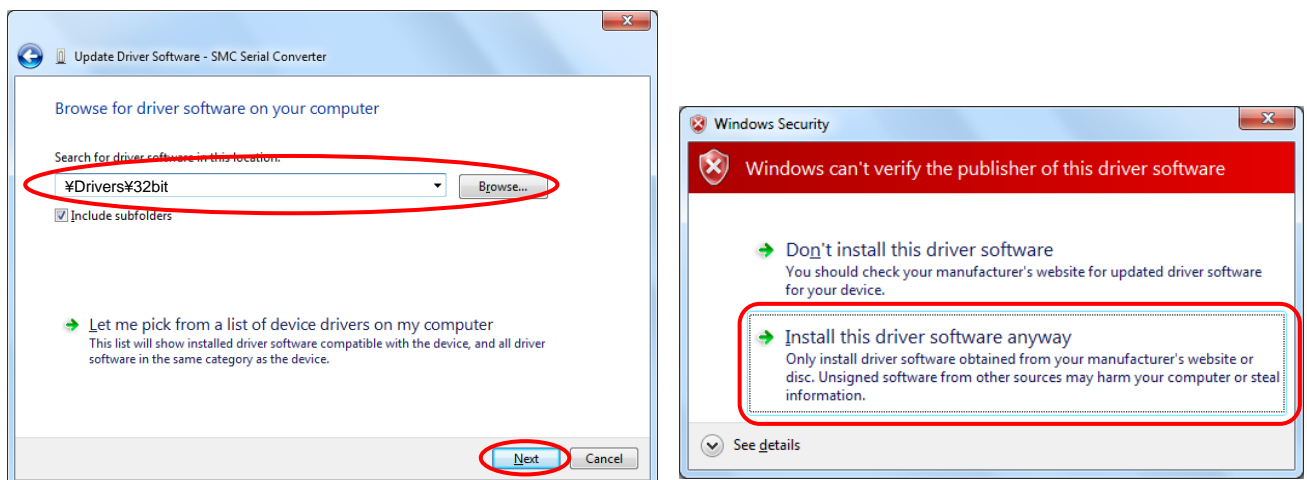 Update Driver Software - SMC Serial Converter
Browse for driver software on your computer
Search for driver software in this location:
¥Drivers¥32bit
Browse...
Include subfolders
Let me pick from a list of device drivers on my computer
This list will show installed driver software compatible with the device, and all driver
software in the same category as the device.
Next
Cancel
Windows Security
Windows can't verify the publisher of this driver software
Don't install this driver software
You should check your manufacturer's website for updated driver software
for your device.
Install this driver software anyway
Only install driver software obtained from your manufacturer's website or
disc. Unsigned software from other sources may harm your computer or steal
information.
See details